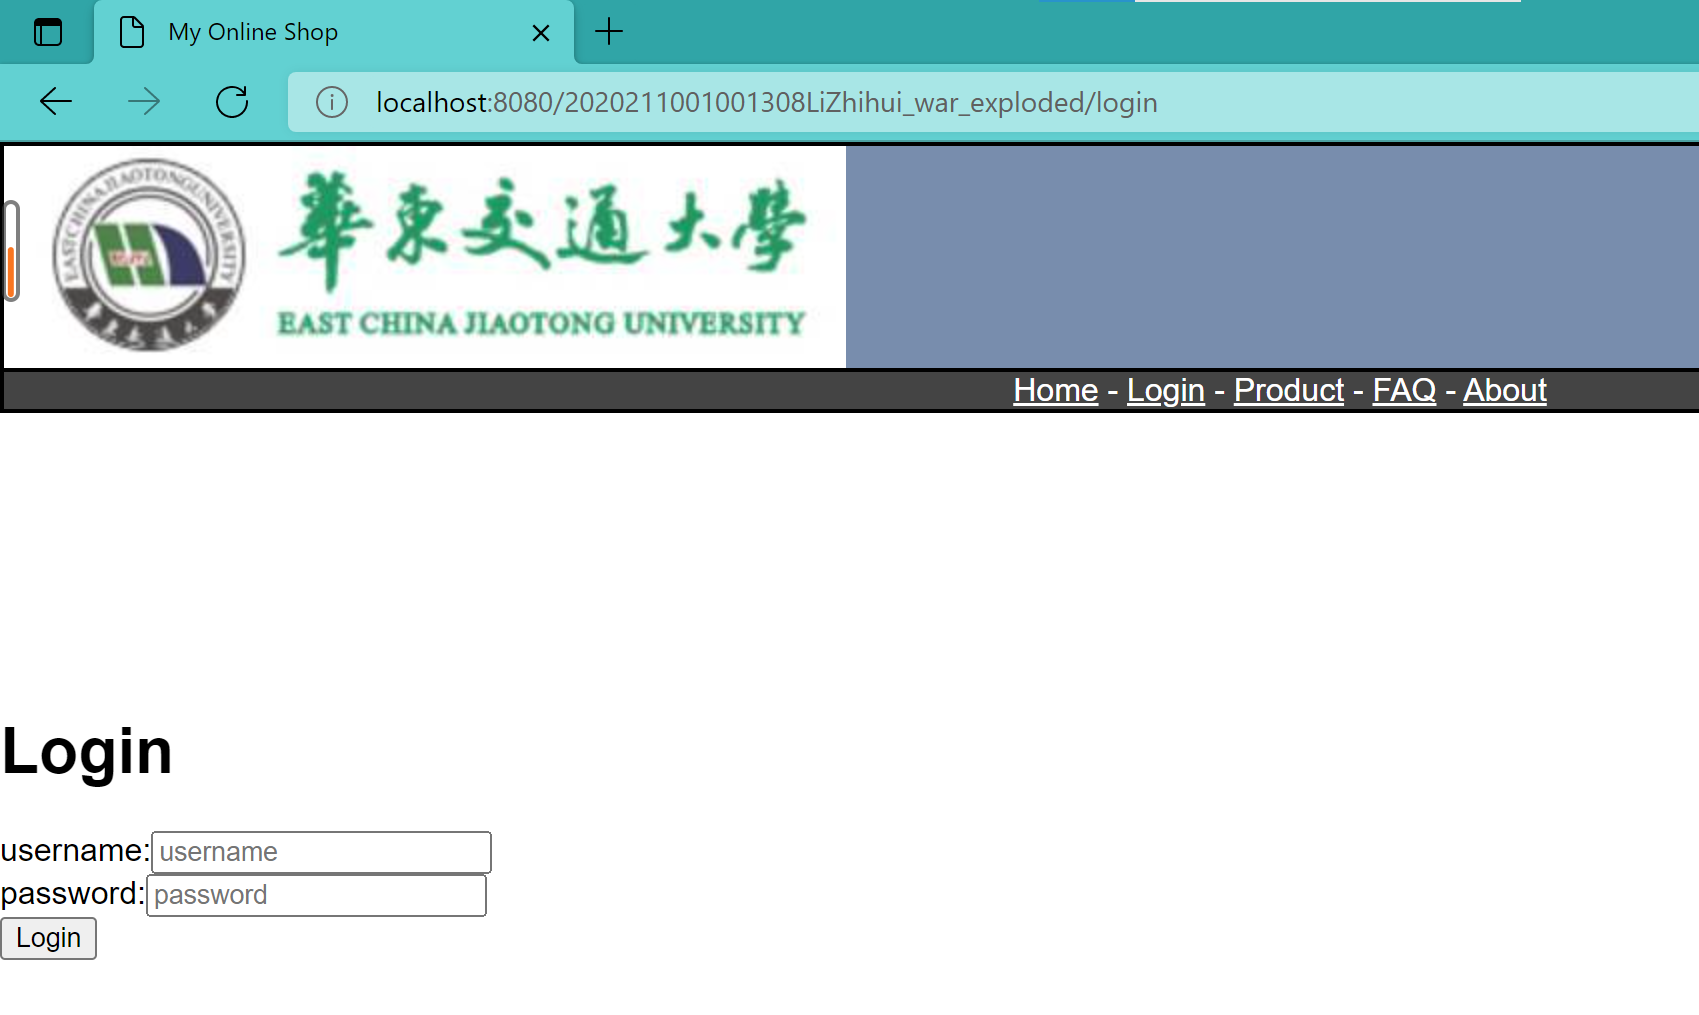 My Online Shop
localhost:8080/2020211001001308LiZhihui_war_exploded/login
EAST CHINA JIAOTONG UNIVERSITY
華東交通大學
EAST CHINA JIAOTONG UNIVERSITY
Home - Login - Product - FAQ - About
Login
username: username
password: password
Login